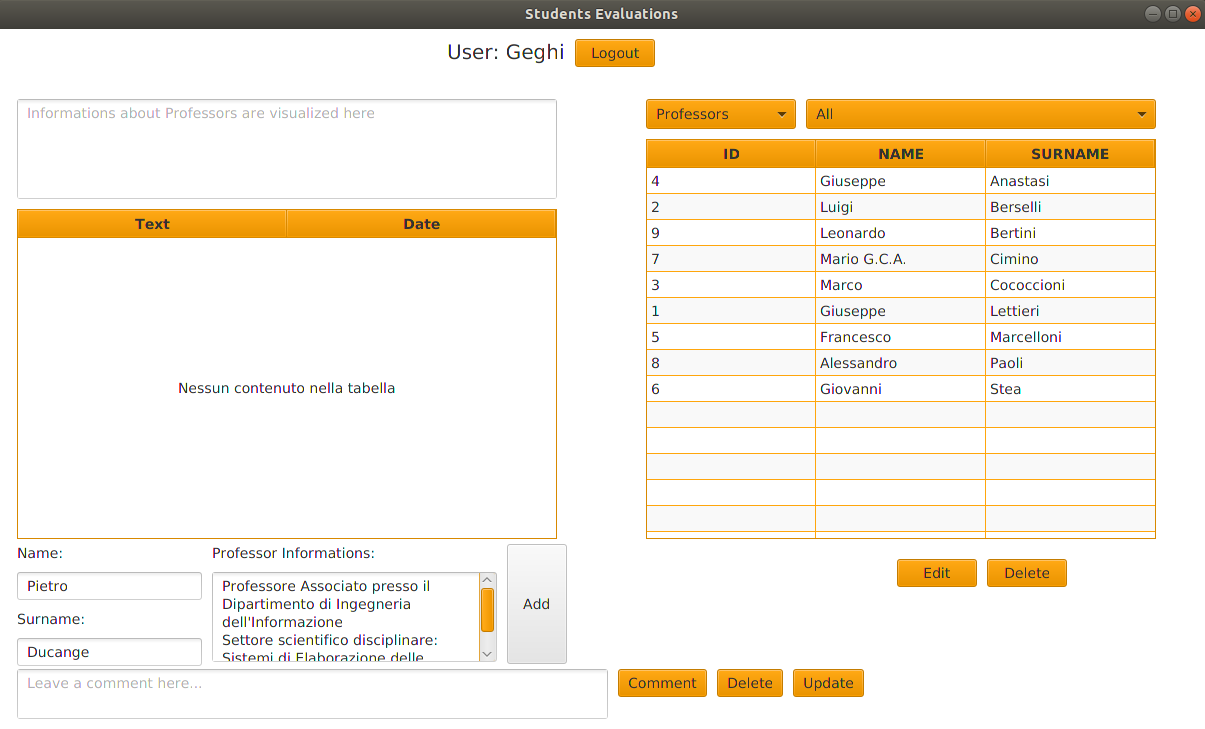 Students Evaluations
User: Geghi Logout
Informations about Professors are visualized here
Text Date
Nessun contenuto nella tabella
Professors All
ID NAME SURNAME
4 Giuseppe Anastasi
2 Luigi Berselli
9 Leonardo Bertini
7 Mario G.C.A. Cimino
3 Marco Cococcioni
1 Giuseppe Lettieri
5 Francesco Marcelloni
8 Alessandro Paoli
6 Giovanni Stea
Edit Delete
Name:
Pietro
Surname:
Ducange
Professor Informations:
Professore Associato presso il
Dipartimento di Ingegneria
dell'Informazione
Settore scientifico disciplinare:
Sistemi di Elaborazione delle
Add
Leave a comment here...
Comment Delete Update